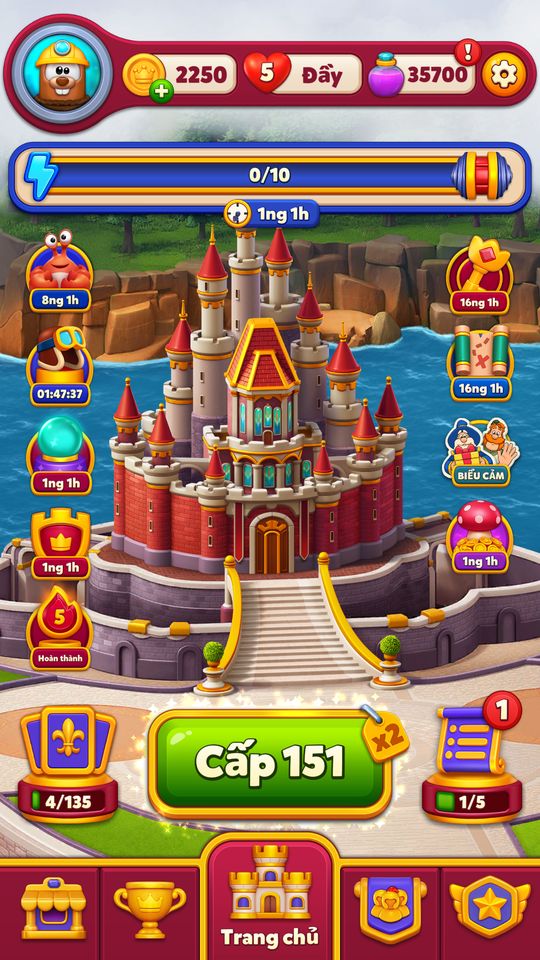 2250
5
Đầy
35700
!
0/10
1ng 1h
8ng 1h
16ng 1h
01:47:37
16ng 1h
1ng 1h
BIỂU CẢM
1ng 1h
1ng 1h
5
Hoàn thành
Cấp 151
x2
1
4/135
1/5
Trang chủ